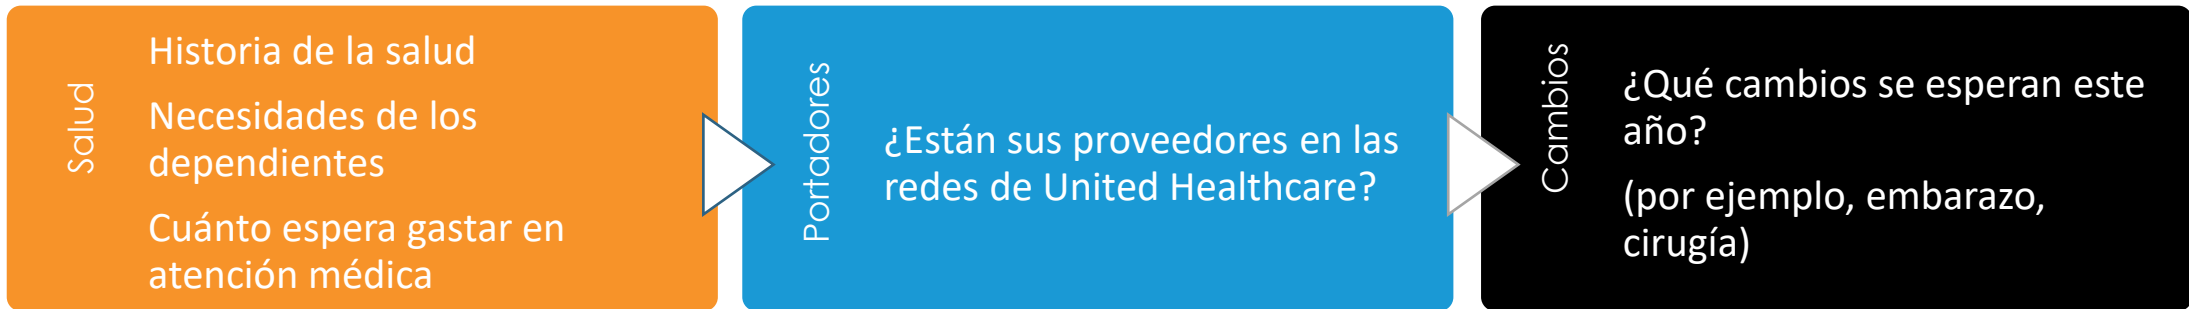 Salud
Historia de la salud
Necesidades de los
dependientes
Cuánto espera gastar en
atención médica
Portadores
¿Están sus proveedores en las
redes de United Healthcare?
Cambios
¿Qué cambios se esperan este
año?
(por ejemplo, embarazo,
cirugía)